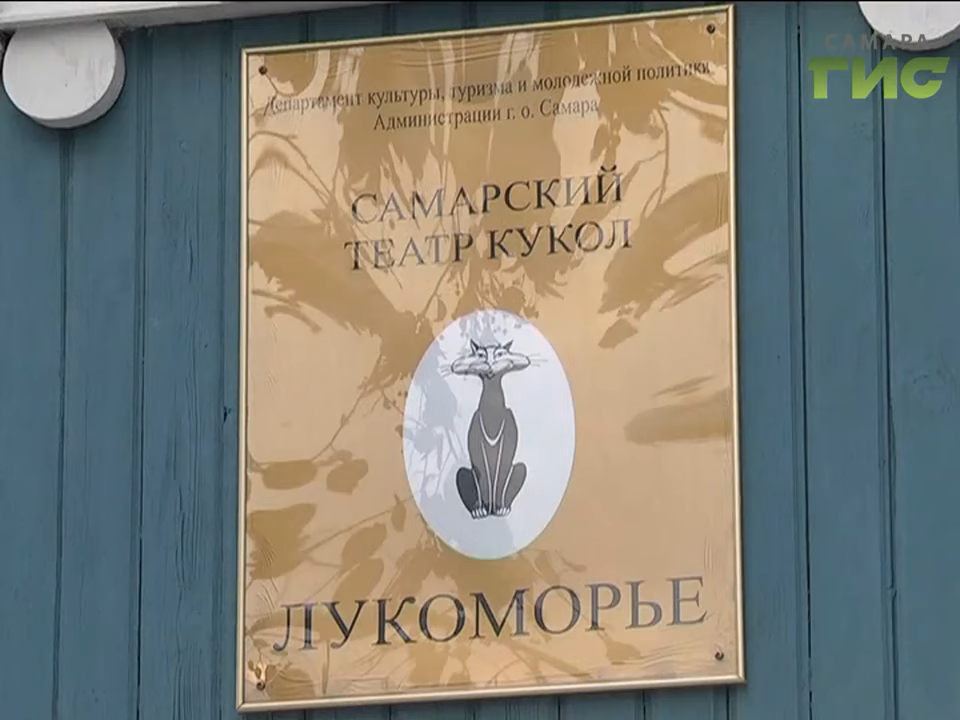 САМАРА
ГИС
Департамент культуры, туризма и молодежной политики
Администрации г. о. Самара
САМАРСКИЙ
ТЕАТР КУКОЛ
ЛУКОМОРЬЕ